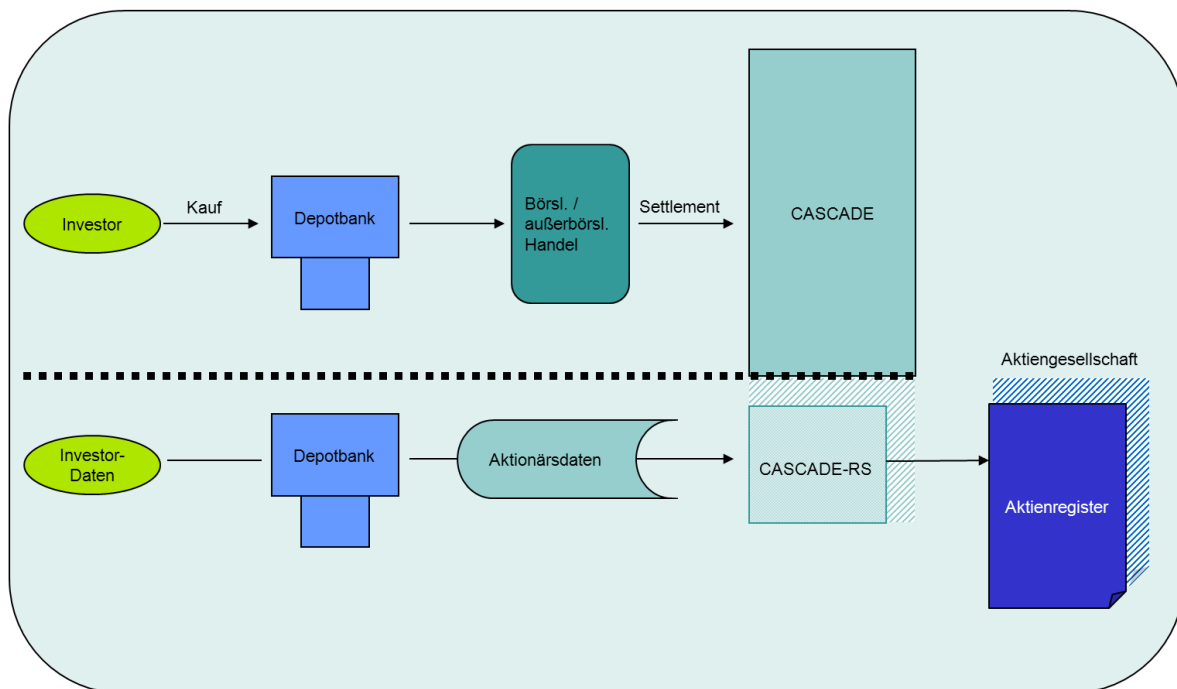 Investor
Kauf
Depotbank
Börsl. /
außerbörsl.
Handel
Settlement
CASCADE
Aktiengesellschaft
Investor-
Daten
Depotbank
Aktionärsdaten
CASCADE-RS
Aktienregister